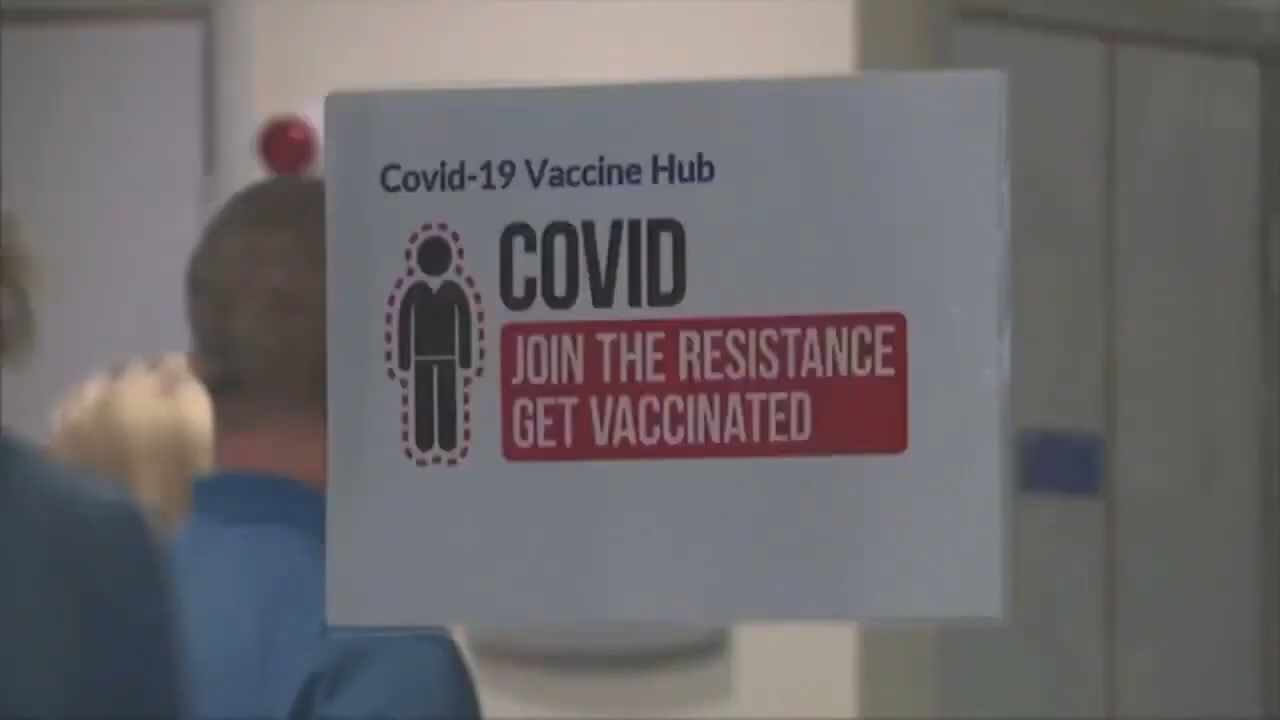 Covid-19 Vaccine Hub
COVID
JOIN THE RESISTANCE
GET VACCINATED